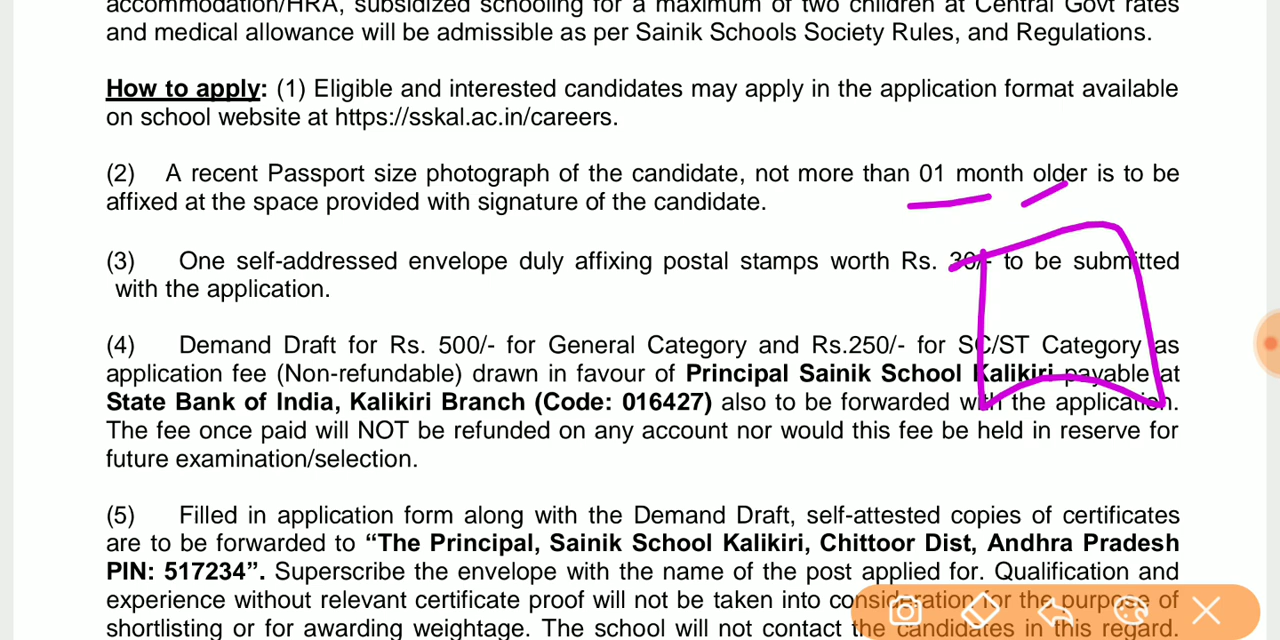 accommodation/HRA, subsidized schooling for a maximum of two children at Central Govt rates
and medical allowance will be admissible as per Sainik Schools Society Rules, and Regulations.
How to apply: (1) Eligible and interested candidates may apply in the application format available
on school website at https://sskal.ac.in/careers.
(2) A recent Passport size photograph of the candidate, not more than 01 month older is to be
affixed at the space provided with signature of the candidate.
(3) One self-addressed envelope duly affixing postal stamps worth Rs. 30/- to be submitted
with the application.
(4) Demand Draft for Rs. 500/- for General Category and Rs.250/- for SC/ST Category as
application fee (Non-refundable) drawn in favour of Principal Sainik School Kalikiri payable at
State Bank of India, Kalikiri Branch (Code: 016427) also to be forwarded with the application.
The fee once paid will NOT be refunded on any account nor would this fee be held in reserve for
future examination/selection.
(5) Filled in application form along with the Demand Draft, self-attested copies of certificates
are to be forwarded to “The Principal, Sainik School Kalikiri, Chittoor Dist, Andhra Pradesh
PIN: 517234”. Superscribe the envelope with the name of the post applied for. Qualification and
experience without relevant certificate proof will not be taken into consideration for the purpose of
shortlisting or for awarding weightage. The school will not contact the candidates in this regard.